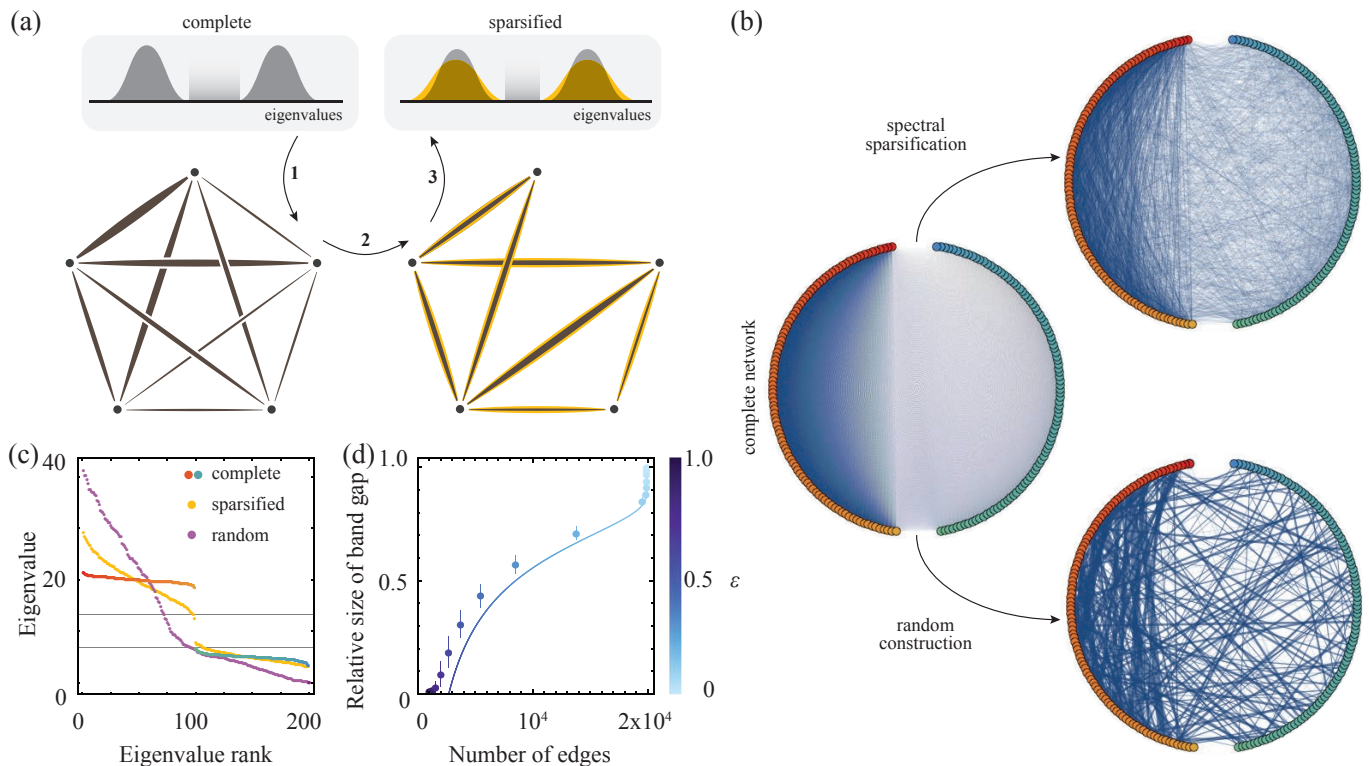 (a)
complete
sparsified
eigenvalues
eigenvalues
1
2
3
(b)
spectral
sparsification
complete network
random
construction
(c)
40
20
0
Eigenvalue
complete
sparsified
random
0
100
200
Eigenvalue rank
(d)
1.0
0.5
0
Relative size of band gap
0
10⁴
2x10⁴
Number of edges
1.0
0.5
0
ε